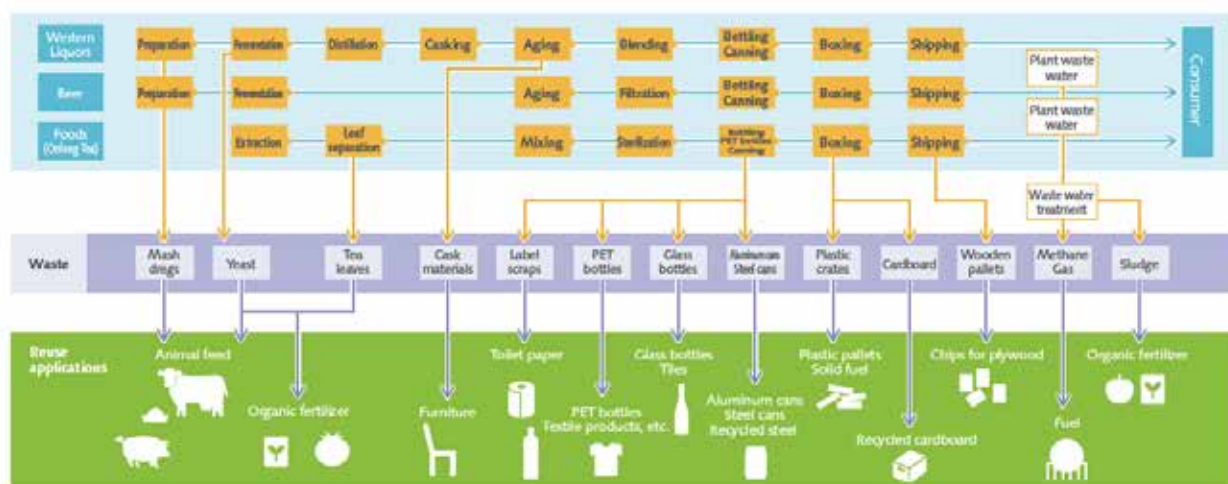 Western
Liquors
Preparation
Fermentation
Distillation
Casking
Aging
Blending
Bottling
Canning
Boxing
Shipping
Beer
Preparation
Fermentation
Aging
Filtration
Bottling
Canning
Boxing
Shipping
Foods
(Oolong Tea)
Extraction
Leaf
separation
Mixing
Sterilization
Bottling
PET bottles
Canning
Boxing
Shipping
Plant waste
water
Plant waste
water
Consumer
Waste water
treatment
Waste
Mash
dregs
Yeast
Tea
leaves
Cask
materials
Label
scraps
PET
bottles
Glass
bottles
Aluminum cans
Steel cans
Plastic
crates
Cardboard
Wooden
pallets
Methane
Gas
Sludge
Reuse
applications
Animal feed
Organic fertilizer
Furniture
Toilet paper
PET bottles
Textile products, etc.
Glass bottles
Tiles
Aluminum cans
Steel cans
Recycled steel
Plastic pallets
Solid fuel
Recycled cardboard
Chips for plywood
Fuel
Organic fertilizer